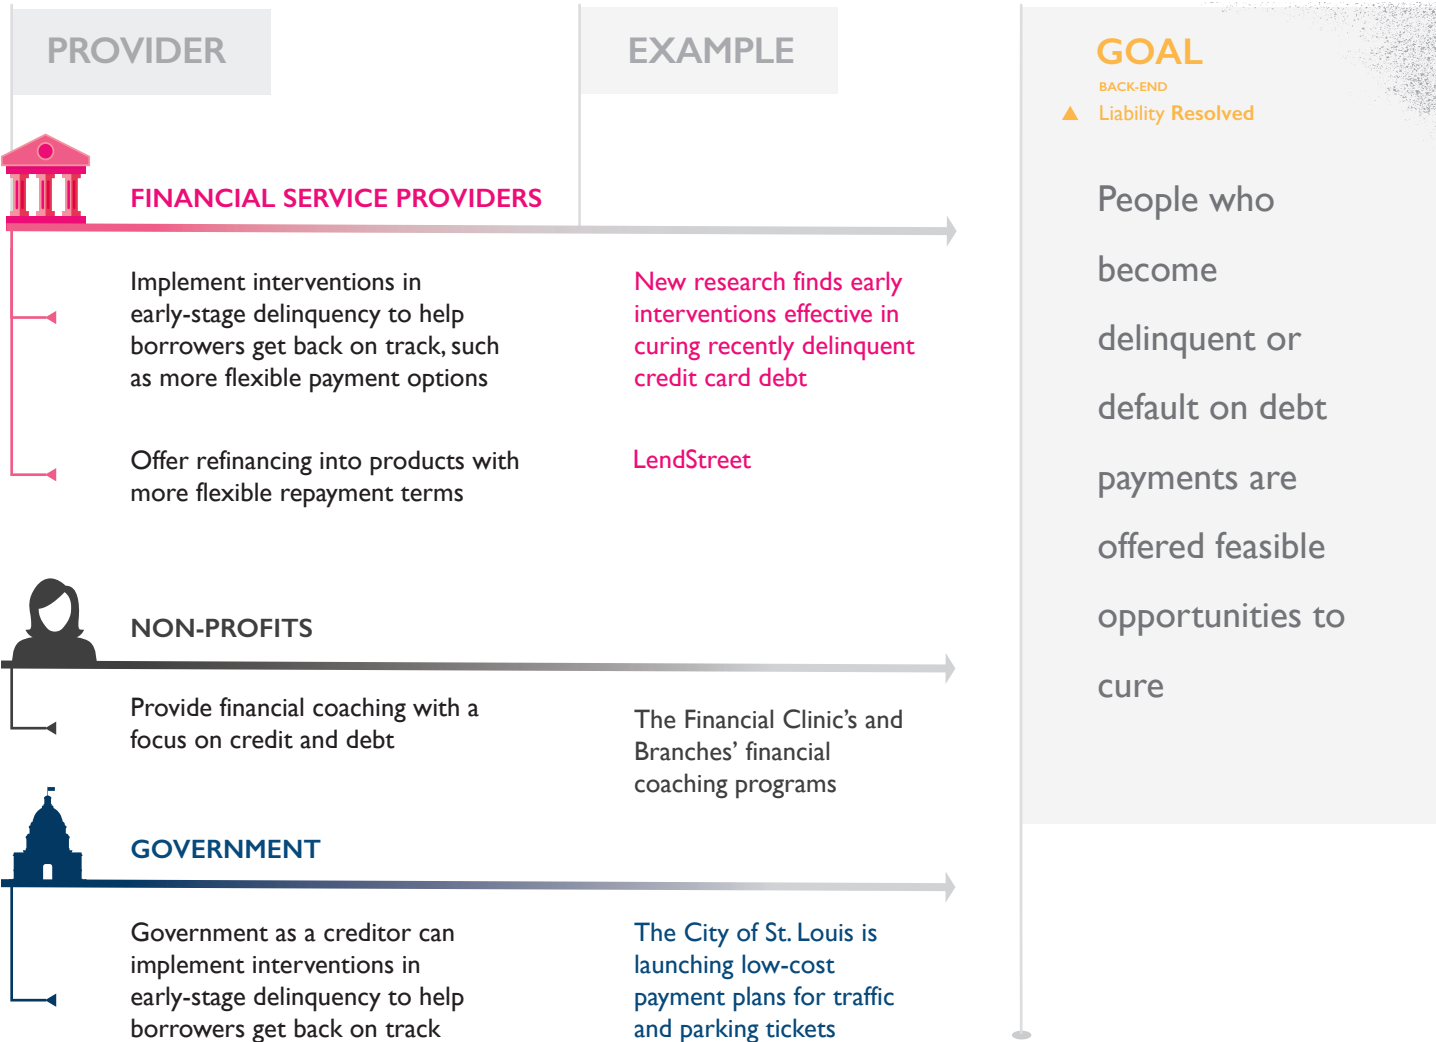 PROVIDER
EXAMPLE
GOAL
BACK-END
Liability Resolved
People who
become
delinquent or
default on debt
payments are
offered feasible
opportunities to
cure
FINANCIAL SERVICE PROVIDERS
Implement interventions in
early-stage delinquency to help
borrowers get back on track, such
as more flexible payment options
New research finds early
interventions effective in
curing recently delinquent
credit card debt
Offer refinancing into products with
more flexible repayment terms
LendStreet
NON-PROFITS
Provide financial coaching with a
focus on credit and debt
The Financial Clinic’s and
Branches’ financial
coaching programs
GOVERNMENT
Government as a creditor can
implement interventions in
early-stage delinquency to help
borrowers get back on track
The City of St. Louis is
launching low-cost
payment plans for traffic
and parking tickets